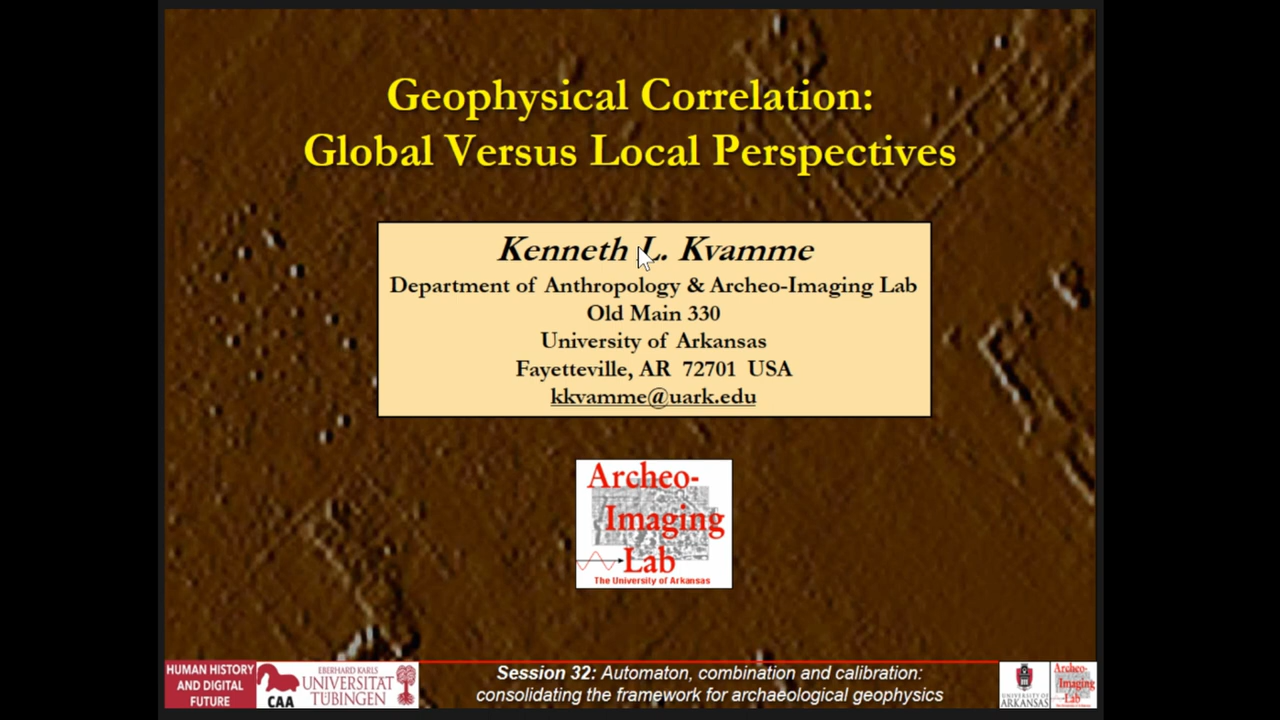 Geophysical Correlation:
Global Versus Local Perspectives
Kenneth L. Kvamme
Department of Anthropology & Archeo-Imaging Lab
Old Main 330
University of Arkansas
Fayetteville, AR 72701 USA
kkvamme@uark.edu
Archeo-
Imaging
Lab
The University of Arkansas
HUMAN HISTORY
AND DIGITAL
FUTURE
CAA
EBERHARD KARLS
UNIVERSITÄT
TÜBINGEN
Session 32: Automaton, combination and calibration:
consolidating the framework for archaeological geophysics
UNIVERSITY OF
ARKANSAS
Archeo-
Imaging
Lab